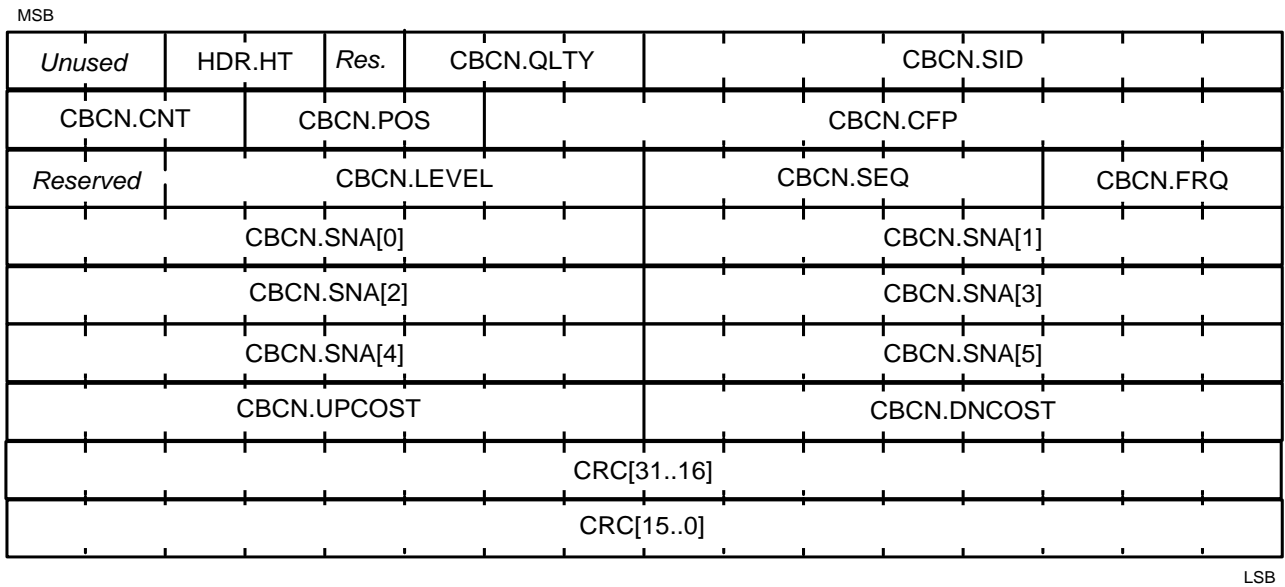 MSB
Unused HDR.HT Res. CBCN.QLTY CBCN.SID
CBCN.CNT CBCN.POS CBCN.CFP
Reserved CBCN.LEVEL CBCN.SEQ CBCN.FRQ
CBCN.SNA[0] CBCN.SNA[1]
CBCN.SNA[2] CBCN.SNA[3]
CBCN.SNA[4] CBCN.SNA[5]
CBCN.UPCOST CBCN.DNCOST
CRC[31..16]
CRC[15..0]
LSB